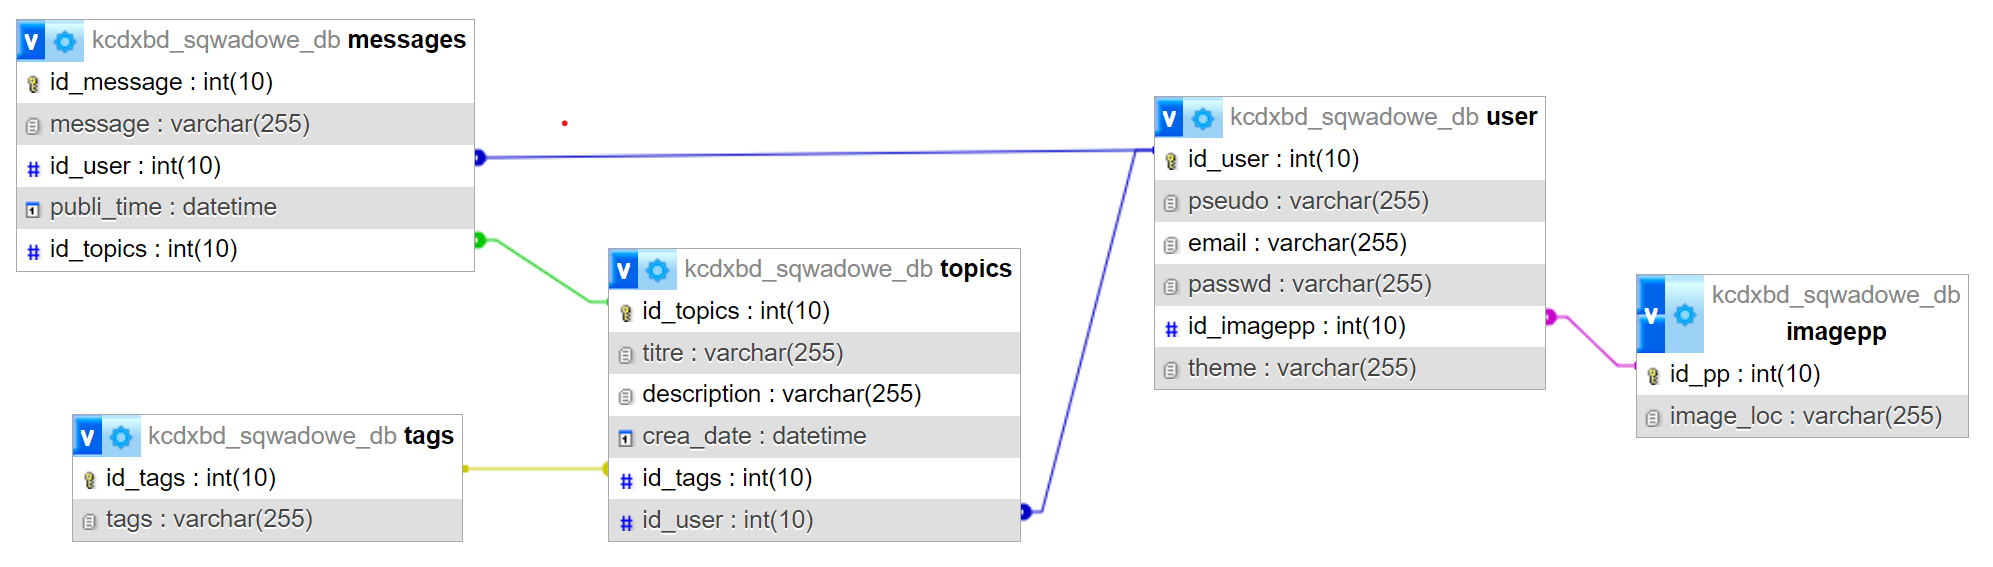 v kcdxbd_sqwadowe_db messages
id_message : int(10)
message : varchar(255)
# id_user : int(10)
publi_time : datetime
# id_topics : int(10)
v kcdxbd_sqwadowe_db user
id_user : int(10)
pseudo : varchar(255)
email : varchar(255)
passwd : varchar(255)
# id_imagepp : int(10)
theme : varchar(255)
v kcdxbd_sqwadowe_db topics
id_topics : int(10)
titre : varchar(255)
description : varchar(255)
crea_date : datetime
# id_tags : int(10)
# id_user : int(10)
v kcdxbd_sqwadowe_db
imagepp
id_pp : int(10)
image_loc : varchar(255)
v kcdxbd_sqwadowe_db tags
id_tags : int(10)
tags : varchar(255)